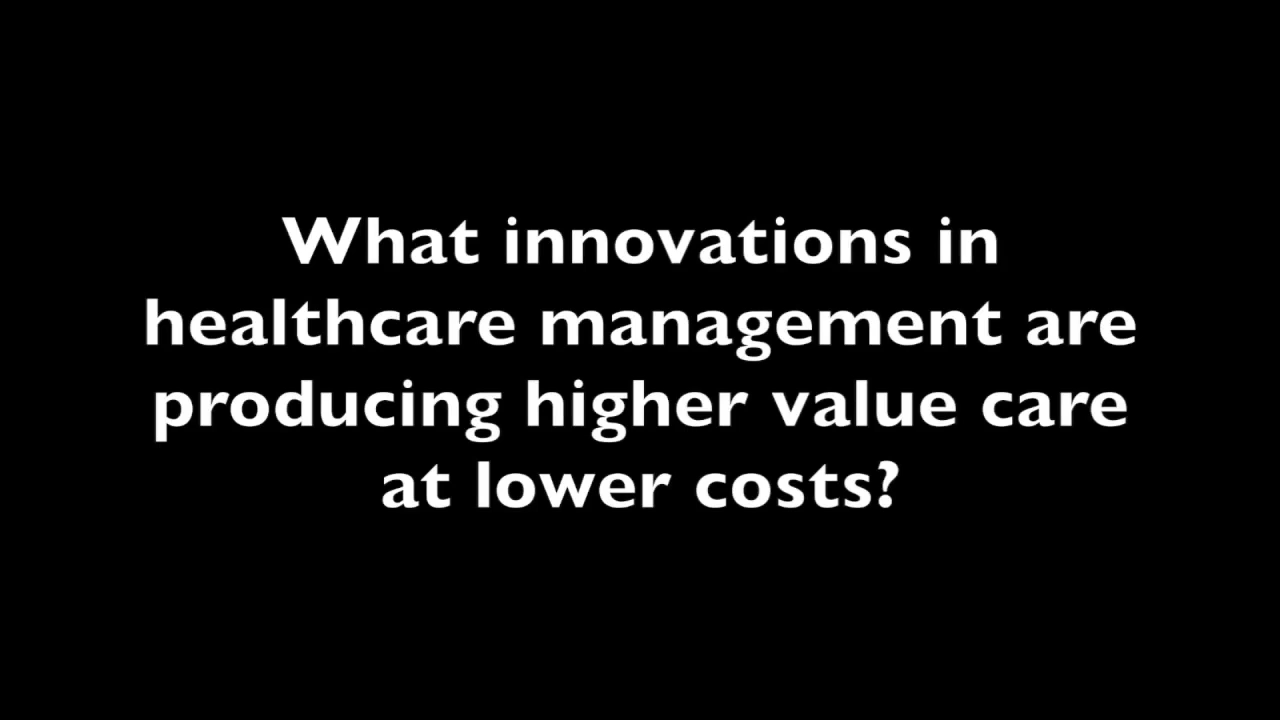 What innovations in
healthcare management are
producing higher value care
at lower costs?